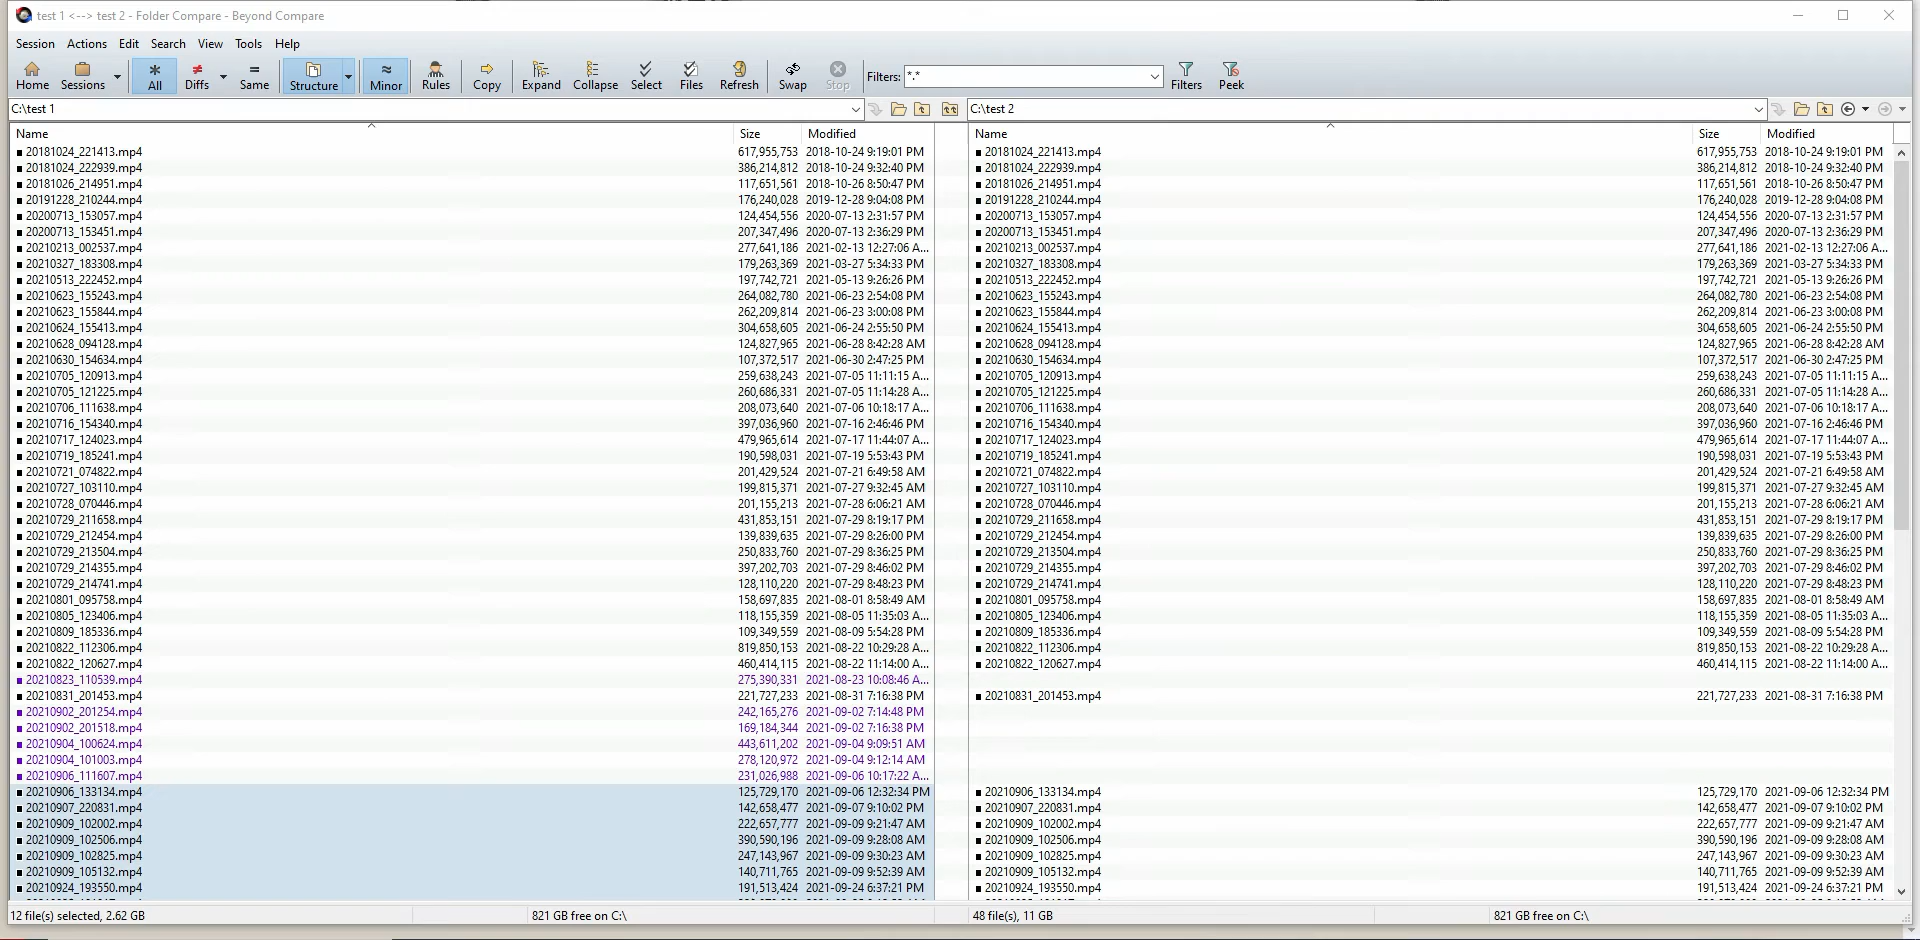 test 1 <--> test 2 - Folder Compare - Beyond Compare
Session Actions Edit Search View Tools Help
Home Sessions All Diffs Same Structure Minor Rules Copy Expand Collapse Select Files Refresh Swap Stop Filters: *.* Filters Peek
C:\test 1 C:\test 2
Name Size Modified Name Size Modified
20181024_221413.mp4 617,955,753 2018-10-24 9:19:01 PM 20181024_221413.mp4 617,955,753 2018-10-24 9:19:01 PM
20181024_222939.mp4 386,214,812 2018-10-24 9:32:40 PM 20181024_222939.mp4 386,214,812 2018-10-24 9:32:40 PM
20181026_214951.mp4 117,651,561 2018-10-26 8:50:47 PM 20181026_214951.mp4 117,651,561 2018-10-26 8:50:47 PM
20191228_210244.mp4 176,240,028 2019-12-28 9:04:08 PM 20191228_210244.mp4 176,240,028 2019-12-28 9:04:08 PM
20200713_153057.mp4 124,454,556 2020-07-13 2:31:57 PM 20200713_153057.mp4 124,454,556 2020-07-13 2:31:57 PM
20200713_153451.mp4 207,347,496 2020-07-13 2:36:29 PM 20200713_153451.mp4 207,347,496 2020-07-13 2:36:29 PM
20210213_002537.mp4 277,641,186 2021-02-13 12:27:06 A... 20210213_002537.mp4 277,641,186 2021-02-13 12:27:06 A...
20210327_183308.mp4 179,263,369 2021-03-27 5:34:33 PM 20210327_183308.mp4 179,263,369 2021-03-27 5:34:33 PM
20210513_222452.mp4 197,742,721 2021-05-13 9:26:26 PM 20210513_222452.mp4 197,742,721 2021-05-13 9:26:26 PM
20210623_155243.mp4 264,082,780 2021-06-23 2:54:08 PM 20210623_155243.mp4 264,082,780 2021-06-23 2:54:08 PM
20210623_155844.mp4 262,209,814 2021-06-23 3:00:08 PM 20210623_155844.mp4 262,209,814 2021-06-23 3:00:08 PM
20210624_155413.mp4 304,658,605 2021-06-24 2:55:50 PM 20210624_155413.mp4 304,658,605 2021-06-24 2:55:50 PM
20210628_094128.mp4 124,827,965 2021-06-28 8:42:28 AM 20210628_094128.mp4 124,827,965 2021-06-28 8:42:28 AM
20210630_154634.mp4 107,372,517 2021-06-30 2:47:25 PM 20210630_154634.mp4 107,372,517 2021-06-30 2:47:25 PM
20210705_120913.mp4 259,638,243 2021-07-05 11:11:15 A... 20210705_120913.mp4 259,638,243 2021-07-05 11:11:15 A...
20210705_121225.mp4 260,686,331 2021-07-05 11:14:28 A... 20210705_121225.mp4 260,686,331 2021-07-05 11:14:28 A...
20210706_111638.mp4 208,073,640 2021-07-06 10:18:17 A... 20210706_111638.mp4 208,073,640 2021-07-06 10:18:17 A...
20210716_154340.mp4 397,036,960 2021-07-16 2:46:46 PM 20210716_154340.mp4 397,036,960 2021-07-16 2:46:46 PM
20210717_124023.mp4 479,965,614 2021-07-17 11:44:07 A... 20210717_124023.mp4 479,965,614 2021-07-17 11:44:07 A...
20210719_185241.mp4 190,598,031 2021-07-19 5:53:43 PM 20210719_185241.mp4 190,598,031 2021-07-19 5:53:43 PM
20210721_074822.mp4 201,429,524 2021-07-21 6:49:58 AM 20210721_074822.mp4 201,429,524 2021-07-21 6:49:58 AM
20210727_103110.mp4 199,815,371 2021-07-27 9:32:45 AM 20210727_103110.mp4 199,815,371 2021-07-27 9:32:45 AM
20210728_070446.mp4 201,155,213 2021-07-28 6:06:21 AM 20210728_070446.mp4 201,155,213 2021-07-28 6:06:21 AM
20210729_211658.mp4 431,853,151 2021-07-29 8:19:17 PM 20210729_211658.mp4 431,853,151 2021-07-29 8:19:17 PM
20210729_212454.mp4 139,839,635 2021-07-29 8:26:00 PM 20210729_212454.mp4 139,839,635 2021-07-29 8:26:00 PM
20210729_213504.mp4 250,833,760 2021-07-29 8:36:25 PM 20210729_213504.mp4 250,833,760 2021-07-29 8:36:25 PM
20210729_214355.mp4 397,202,703 2021-07-29 8:46:02 PM 20210729_214355.mp4 397,202,703 2021-07-29 8:46:02 PM
20210729_214741.mp4 128,110,220 2021-07-29 8:48:23 PM 20210729_214741.mp4 128,110,220 2021-07-29 8:48:23 PM
20210801_095758.mp4 158,697,835 2021-08-01 8:58:49 AM 20210801_095758.mp4 158,697,835 2021-08-01 8:58:49 AM
20210805_123406.mp4 118,155,359 2021-08-05 11:35:03 A... 20210805_123406.mp4 118,155,359 2021-08-05 11:35:03 A...
20210809_185336.mp4 109,349,559 2021-08-09 5:54:28 PM 20210809_185336.mp4 109,349,559 2021-08-09 5:54:28 PM
20210822_112306.mp4 819,850,153 2021-08-22 10:29:28 A... 20210822_112306.mp4 819,850,153 2021-08-22 10:29:28 A...
20210822_120627.mp4 460,414,115 2021-08-22 11:14:00 A... 20210822_120627.mp4 460,414,115 2021-08-22 11:14:00 A...
20210823_110539.mp4 275,390,331 2021-08-23 10:08:46 A...
20210831_201453.mp4 221,727,233 2021-08-31 7:16:38 PM 20210831_201453.mp4 221,727,233 2021-08-31 7:16:38 PM
20210902_201254.mp4 242,165,276 2021-09-02 7:14:48 PM
20210902_201518.mp4 169,184,344 2021-09-02 7:16:38 PM
20210904_100624.mp4 443,611,202 2021-09-04 9:09:51 AM
20210904_101003.mp4 278,120,972 2021-09-04 9:12:14 AM
20210906_111607.mp4 231,026,988 2021-09-06 10:17:22 A...
20210906_133134.mp4 125,729,170 2021-09-06 12:32:34 PM 20210906_133134.mp4 125,729,170 2021-09-06 12:32:34 PM
20210907_220831.mp4 142,658,477 2021-09-07 9:10:02 PM 20210907_220831.mp4 142,658,477 2021-09-07 9:10:02 PM
20210909_102002.mp4 222,657,777 2021-09-09 9:21:47 AM 20210909_102002.mp4 222,657,777 2021-09-09 9:21:47 AM
20210909_102506.mp4 390,590,196 2021-09-09 9:28:08 AM 20210909_102506.mp4 390,590,196 2021-09-09 9:28:08 AM
20210909_102825.mp4 247,143,967 2021-09-09 9:30:23 AM 20210909_102825.mp4 247,143,967 2021-09-09 9:30:23 AM
20210909_105132.mp4 140,711,765 2021-09-09 9:52:39 AM 20210909_105132.mp4 140,711,765 2021-09-09 9:52:39 AM
20210924_193550.mp4 191,513,424 2021-09-24 6:37:21 PM 20210924_193550.mp4 191,513,424 2021-09-24 6:37:21 PM
12 file(s) selected, 2.62 GB 821 GB free on C:\ 48 file(s), 11 GB 821 GB free on C:\